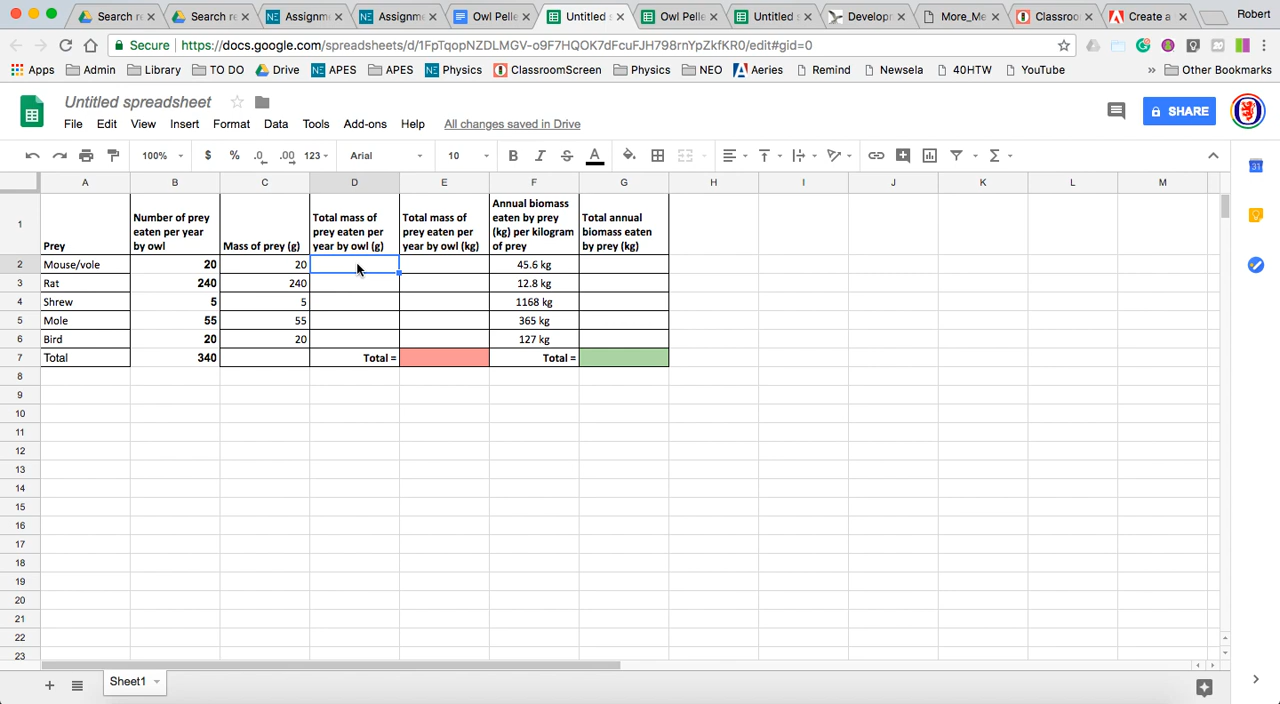 Search re
Search re
Assignme
Assignme
Owl Pelle
Untitled s
Owl Pelle
Untitled s
Developm
More_Me
Classroo
Create a
Robert
Secure
https://docs.google.com/spreadsheets/d/1FpTqopNZDLMGV-o9F7HQOK7dFcuFJH798rnYpZkfKR0/edit#gid=0
Apps Admin Library TO DO Drive APES APES Physics ClassroomScreen Physics NEO Aeries Remind Newsela 40HTW YouTube » Other Bookmarks
Untitled spreadsheet
File Edit View Insert Format Data Tools Add-ons Help All changes saved in Drive
SHARE
100% $ % .0 .00 123 Arial 10 B I S A Σ
31
A B C D E F G H I J K L M
1
Prey
Number of prey
eaten per year
by owl
Mass of prey (g)
Total mass of
prey eaten per
year by owl (g)
Total mass of
prey eaten per
year by owl (kg)
Annual biomass
eaten by prey
(kg) per kilogram
of prey
Total annual
biomass eaten
by prey (kg)
2 Mouse/vole 20 20 45.6 kg
3 Rat 240 240 12.8 kg
4 Shrew 5 5 1168 kg
5 Mole 55 55 365 kg
6 Bird 20 20 127 kg
7 Total 340 Total = Total =
8
9
10
11
12
13
14
15
16
17
18
19
20
21
22
23
Sheet1